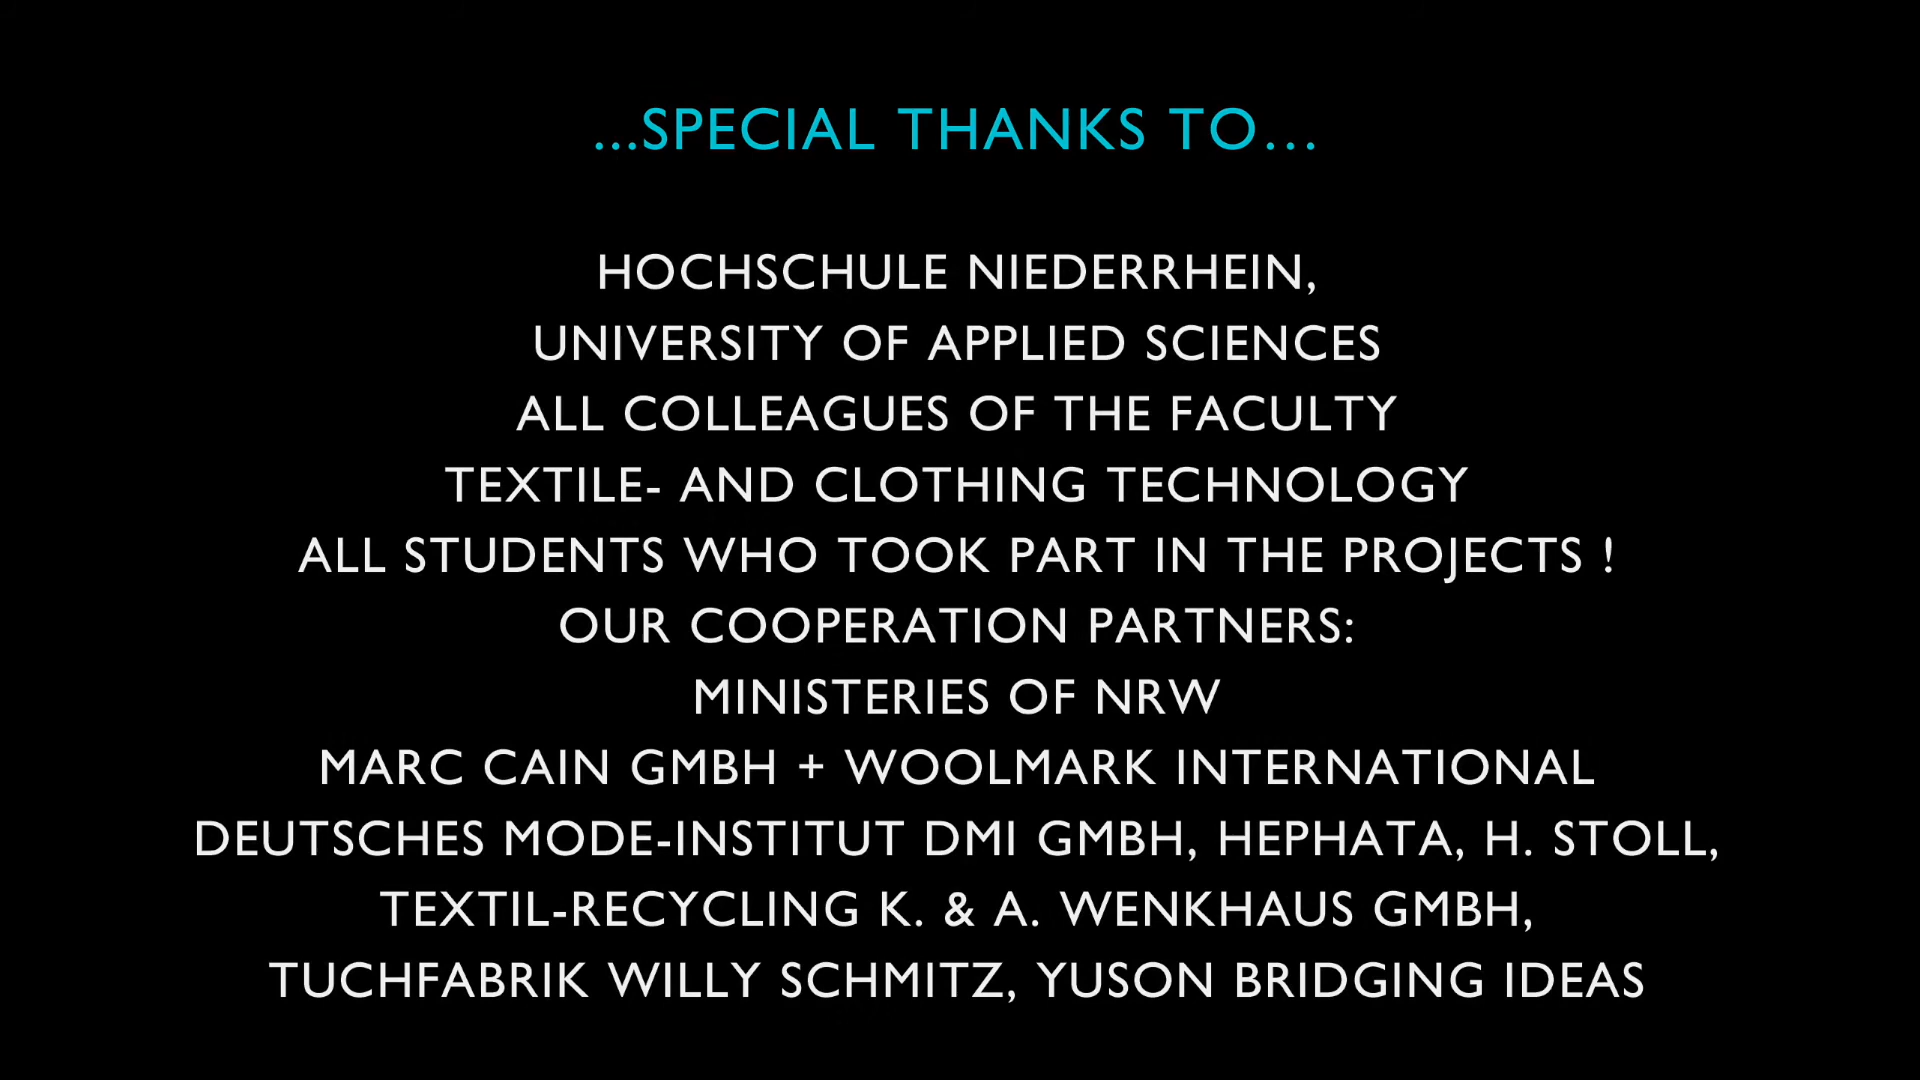 ...SPECIAL THANKS TO...
HOCHSCHULE NIEDERRHEIN,
UNIVERSITY OF APPLIED SCIENCES
ALL COLLEAGUES OF THE FACULTY
TEXTILE- AND CLOTHING TECHNOLOGY
ALL STUDENTS WHO TOOK PART IN THE PROJECTS !
OUR COOPERATION PARTNERS:
MINISTERIES OF NRW
MARC CAIN GMBH + WOOLMARK INTERNATIONAL
DEUTSCHES MODE-INSTITUT DMI GMBH, HEPHATA, H. STOLL,
TEXTIL-RECYCLING K. & A. WENKHAUS GMBH,
TUCHFABRIK WILLY SCHMITZ, YUSON BRIDGING IDEAS